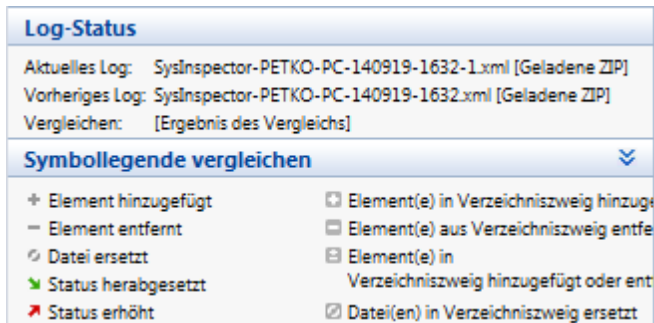 Log-Status
Aktuelles Log: SysInspector-PETKO-PC-140919-1632-1.xml [Geladene ZIP]
Vorheriges Log: SysInspector-PETKO-PC-140919-1632.xml [Geladene ZIP]
Vergleichen: [Ergebnis des Vergleichs]
Symbollegende vergleichen
Element hinzugefügt
Element entfernt
Datei ersetzt
Status herabgesetzt
Status erhöht
Element(e) in Verzeichniszweig hinzuge
Element(e) aus Verzeichniszweig entfe
Element(e) in
Verzeichniszweig hinzugefügt oder ent
Datei(en) in Verzeichniszweig ersetzt